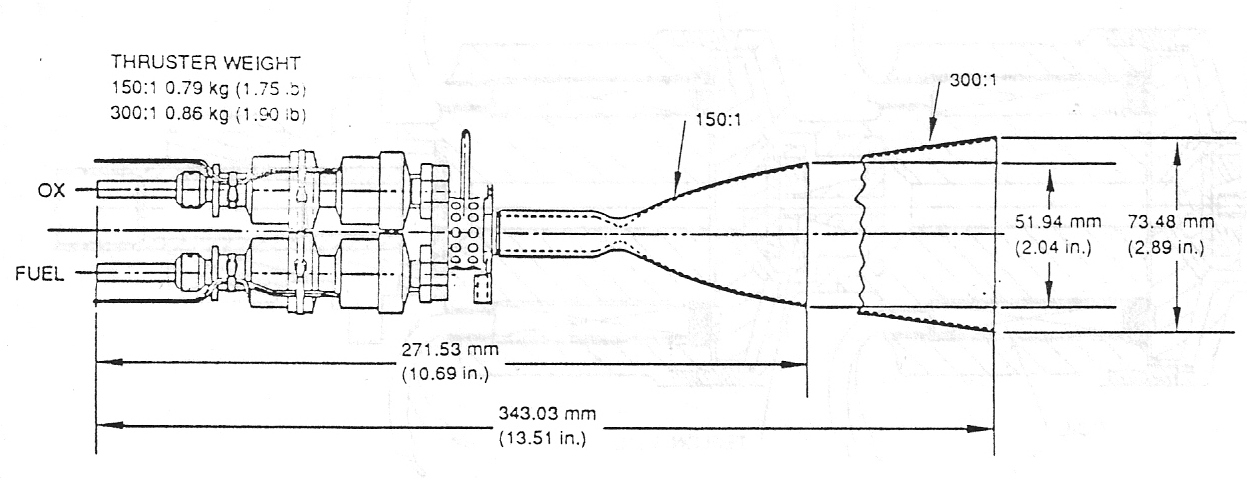 THRUSTER WEIGHT
150:1 0.79 kg (1.75 lb)
300:1 0.86 kg (1.90 lb)
300:1
150:1
OX
FUEL
51.94 mm
(2.04 in.)
73.48 mm
(2.89 in.)
271.53 mm
(10.69 in.)
343.03 mm
(13.51 in.)